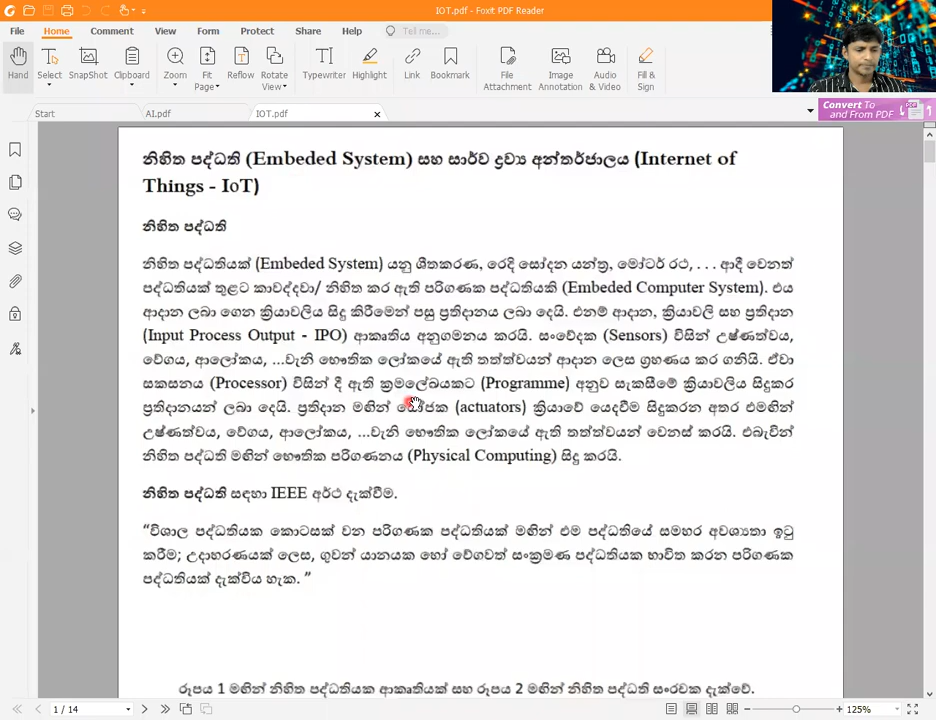 IOT.pdf - Foxit PDF Reader
File Home Comment View Form Protect Share Help Tell me...
Hand Select SnapShot Clipboard Zoom Fit Page Reflow Rotate View Typewriter Highlight Link Bookmark File Attachment Image Annotation Audio & Video Fill & Sign
Start AI.pdf IOT.pdf
Convert To and From PDF
නිහිත පද්ධති (Embeded System) සහ සාර්ව ද්‍රව්‍ය අන්තර්ජාලය (Internet of
Things - IoT)
නිහිත පද්ධති
නිහිත පද්ධතියක් (Embeded System) යනු ශීතකරණ, රෙදි සෝදන යන්ත්‍ර, මෝටර් රථ, . . . ආදී වෙනත්
පද්ධතියක් තුළට කාවද්දවා/ නිහිත කර ඇති පරිගණක පද්ධතියකි (Embeded Computer System). එය
ආදාන ලබා ගෙන ක්‍රියාවලිය සිදු කිරීමෙන් පසු ප්‍රතිදානය ලබා දෙයි. එනම් ආදාන, ක්‍රියාවලි සහ ප්‍රතිදාන
(Input Process Output - IPO) ආකෘතිය අනුගමනය කරයි. සංවේදක (Sensors) විසින් උෂ්ණත්වය,
වේගය, ආලෝකය, ...වැනි භෞතික ලෝකයේ ඇති තත්ත්වයන් ආදාන ලෙස ග්‍රහණය කර ගනියි. ඒවා
සකසනය (Processor) විසින් දී ඇති ක්‍රමලේඛයකට (Programme) අනුව සැකසීමේ ක්‍රියාවලිය සිදුකර
ප්‍රතිදානයන් ලබා දෙයි. ප්‍රතිදාන මඟින් (actuators) ක්‍රියාවේ යෙදවීම සිදුකරන අතර එමඟින්
උෂ්ණත්වය, වේගය, ආලෝකය, ...වැනි භෞතික ලෝකයේ ඇති තත්ත්වයන් වෙනස් කරයි. එබැවින්
නිහිත පද්ධති මඟින් භෞතික පරිගණනය (Physical Computing) සිදු කරයි.
නිහිත පද්ධති සඳහා IEEE අර්ථ දැක්වීම.
“විශාල පද්ධතියක කොටසක් වන පරිගණක පද්ධතියක් මඟින් එම පද්ධතියේ සමහර අවශ්‍යතා ඉටු
කරීම; උදාහරණයක් ලෙස, ගුවන් යානයක හෝ වේගවත් සංක්‍රමණ පද්ධතියක භාවිත කරන පරිගණක
පද්ධතියක් දැක්විය හැක. ”
රූපය 1 මඟින් නිහිත පද්ධතියක ආකෘතියක් සහ රූපය 2 මඟින් නිහිත පද්ධති සංරචක දැක්වේ.
1 / 14 125%